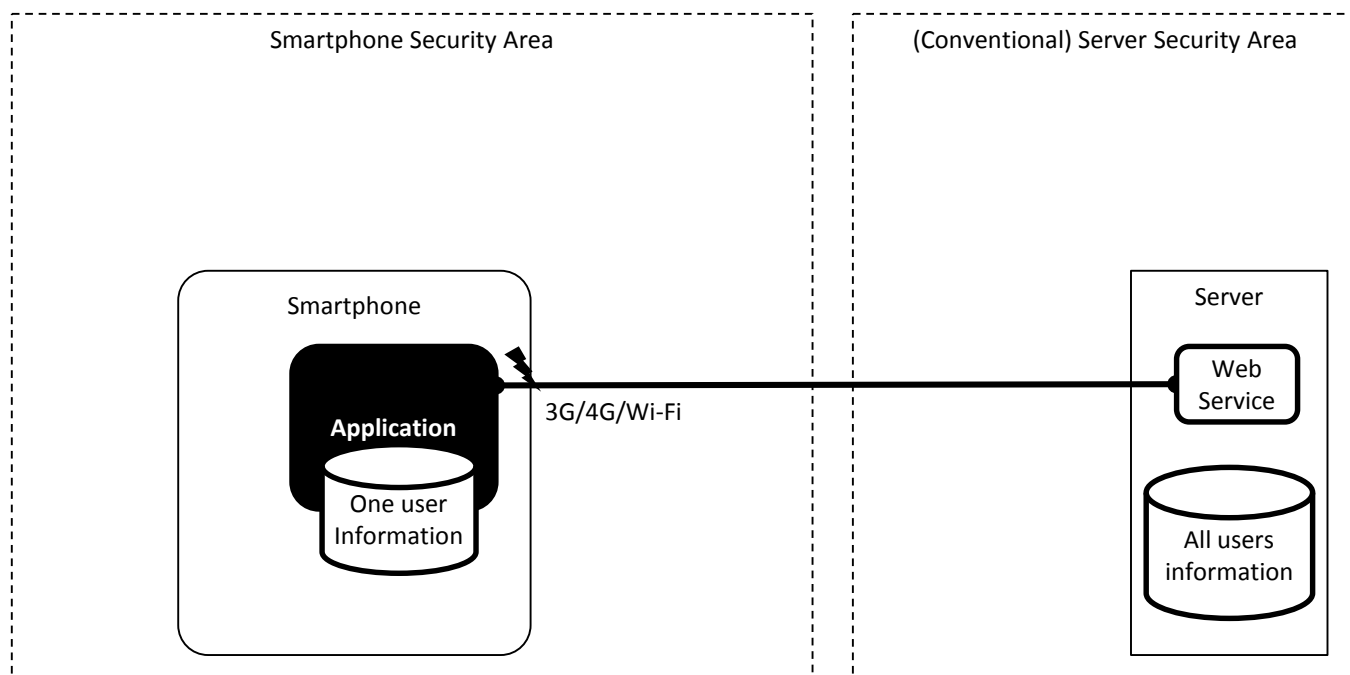 Smartphone Security Area
(Conventional) Server Security Area
Smartphone
Server
Application
One user
Information
3G/4G/Wi-Fi
Web
Service
All users
information